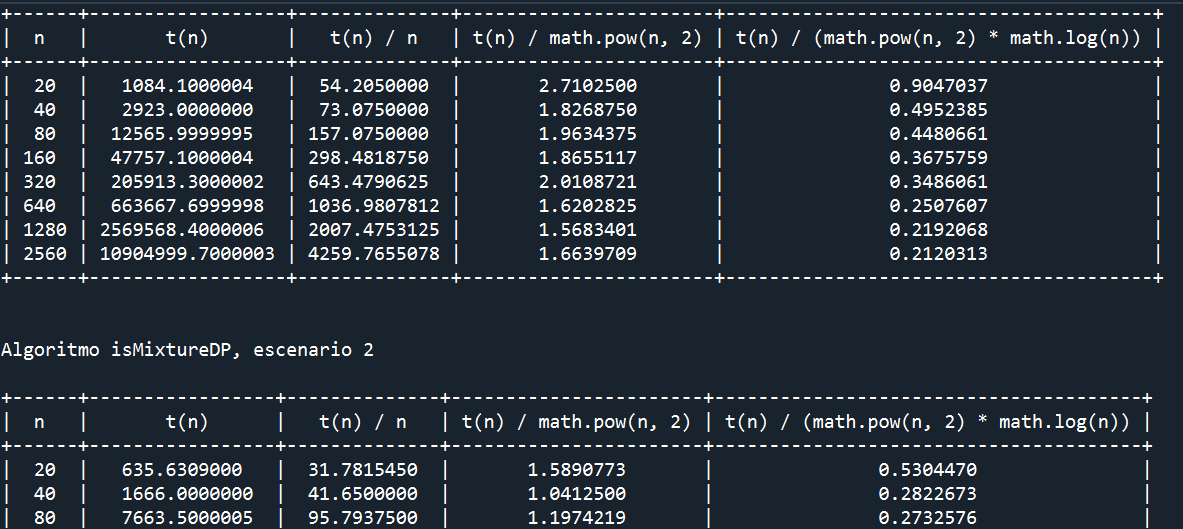 +------+------------------+----------------+--------------------------+------------------------------------------+
|  n   |       t(n)       |    t(n) / n    | t(n) / math.pow(n, 2) | t(n) / (math.pow(n, 2) * math.log(n)) |
+------+------------------+----------------+--------------------------+------------------------------------------+
|  20  |   1084.1000004   |  54.2050000   |       2.7102500       |               0.9047037               |
|  40  |   2923.0000000   |  73.0750000   |       1.8268750       |               0.4952385               |
|  80  |  12565.9999995   |  157.0750000  |       1.9634375       |               0.4480661               |
| 160  |  47757.1000004   |  298.4818750  |       1.8655117       |               0.3675759               |
| 320  |  205913.3000002  |  643.4790625  |       2.0108721       |               0.3486061               |
| 640  |  663667.6999998  | 1036.9807812 |       1.6202825       |               0.2507607               |
| 1280 | 2569568.4000006  | 2007.4753125 |       1.5683401       |               0.2192068               |
| 2560 | 10904999.7000003 | 4259.7655078 |       1.6639709       |               0.2120313               |
+------+------------------+----------------+--------------------------+------------------------------------------+
Algoritmo isMixtureDP, escenario 2
+------+-----------------+---------------+--------------------------+------------------------------------------+
|  n   |       t(n)      |    t(n) / n   | t(n) / math.pow(n, 2) | t(n) / (math.pow(n, 2) * math.log(n)) |
+------+-----------------+---------------+--------------------------+------------------------------------------+
|  20  |   635.6309000   |  31.7815450  |       1.5890773       |               0.5304470               |
|  40  |   1666.0000000  |  41.6500000  |       1.0412500       |               0.2822673               |
|  80  |   7663.5000005  |  95.7937500  |       1.1974219       |               0.2732576               |